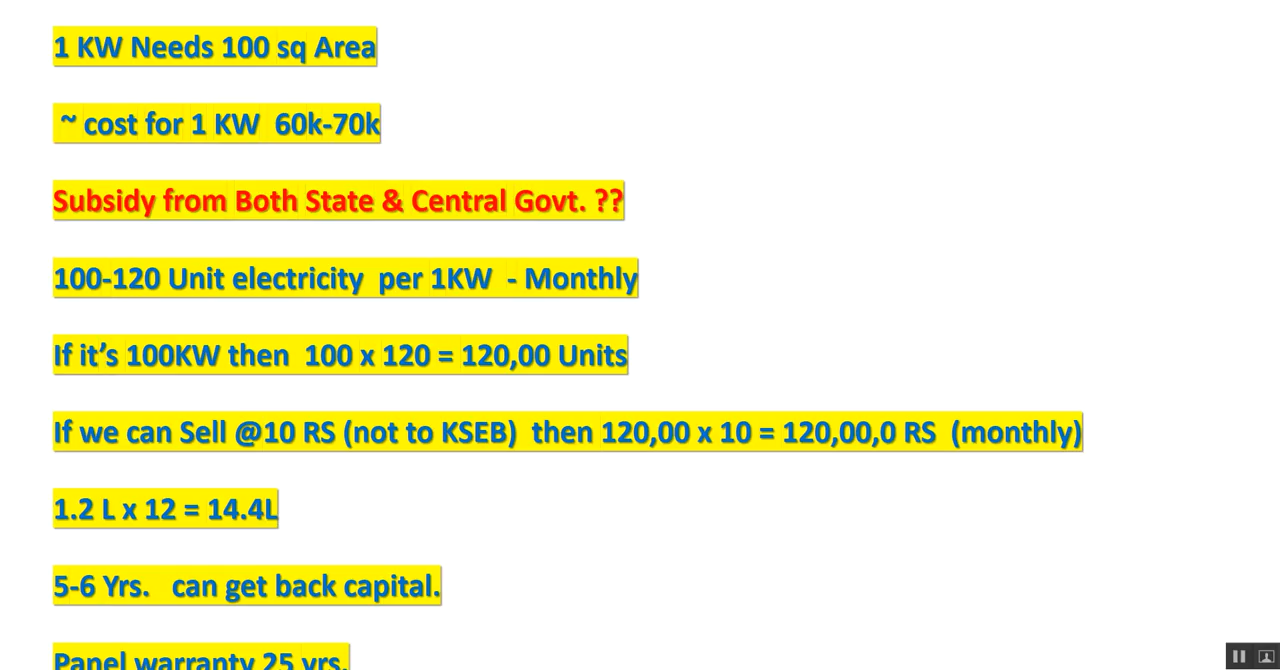 1 KW Needs 100 sq Area
~ cost for 1 KW 60k-70k
Subsidy from Both State & Central Govt. ??
100-120 Unit electricity per 1KW - Monthly
If it’s 100KW then 100 x 120 = 120,00 Units
If we can Sell @10 RS (not to KSEB) then 120,00 x 10 = 120,00,0 RS (monthly)
1.2 L x 12 = 14.4L
5-6 Yrs. can get back capital.
Panel warranty 25 yrs.